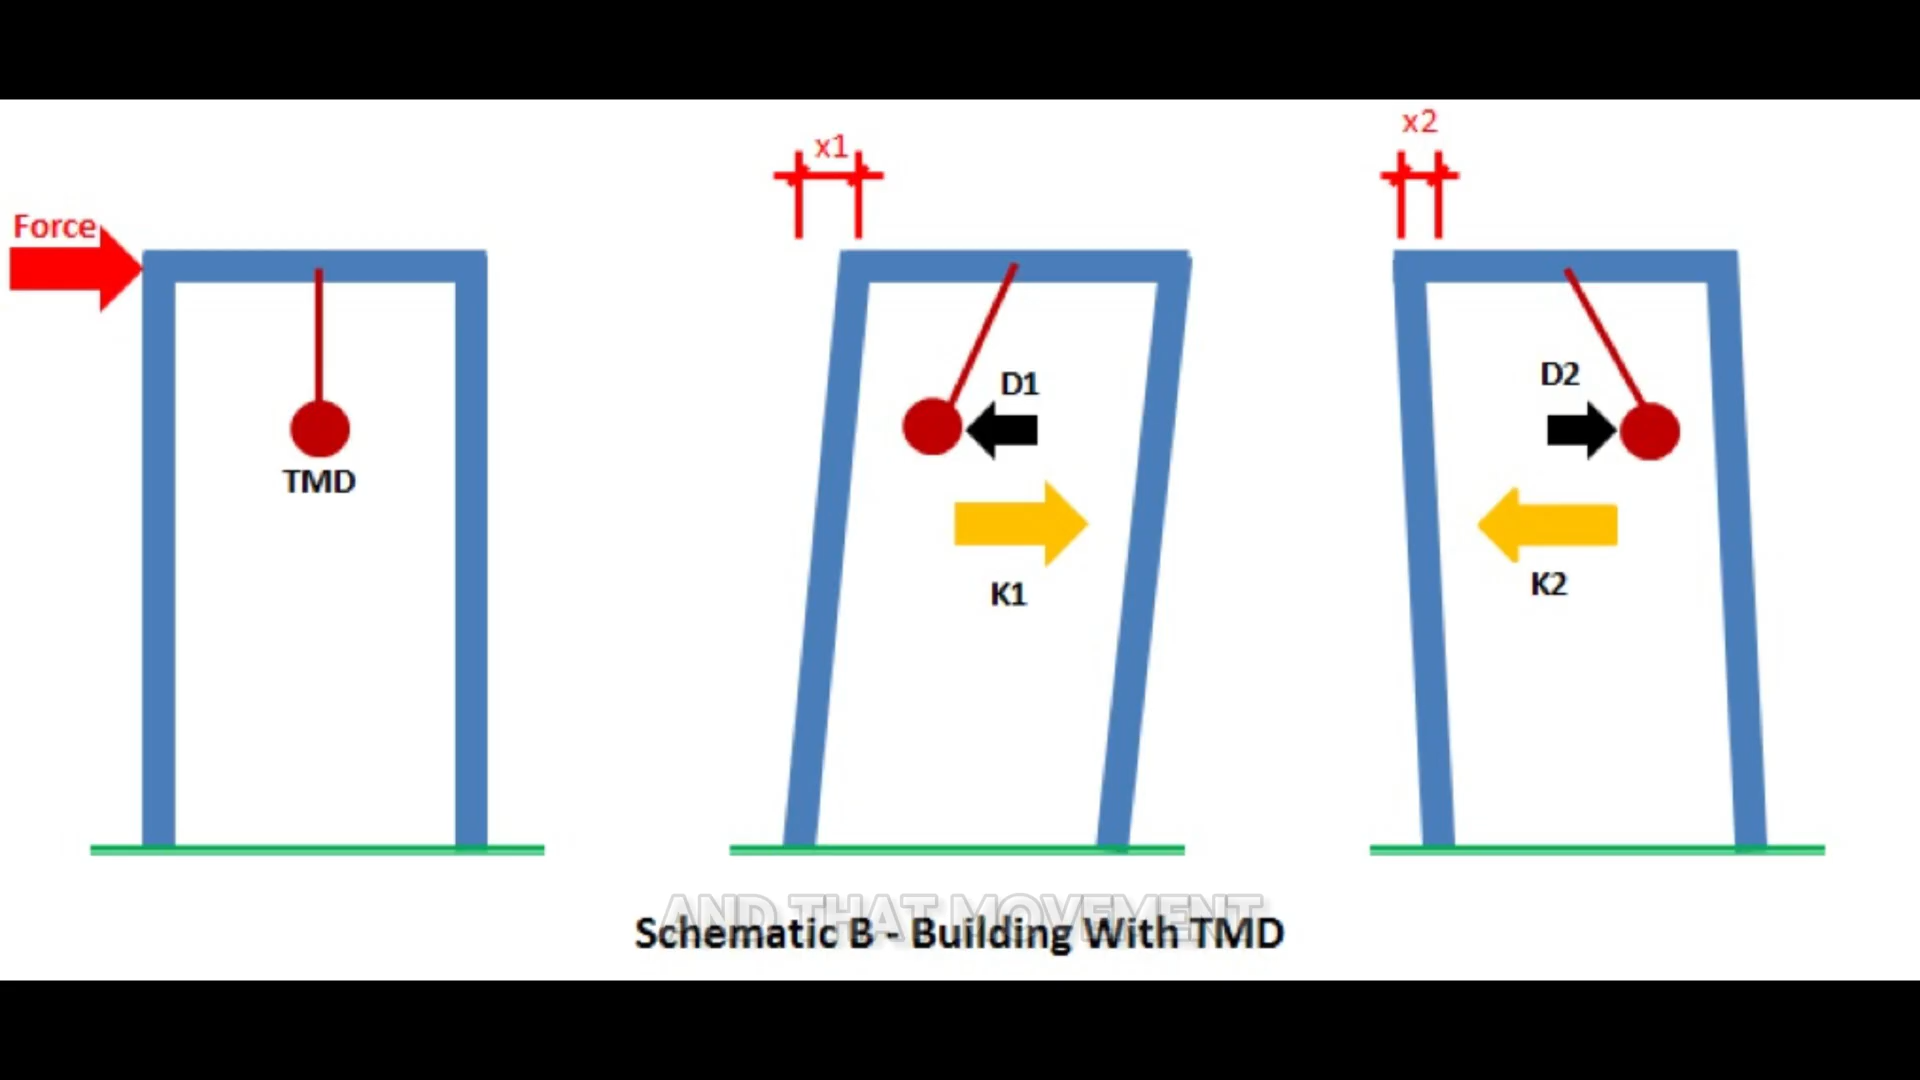 Force
TMD
x1
D1
K1
x2
D2
K2
AND THAT MOVEMENT
Schematic B - Building With TMD